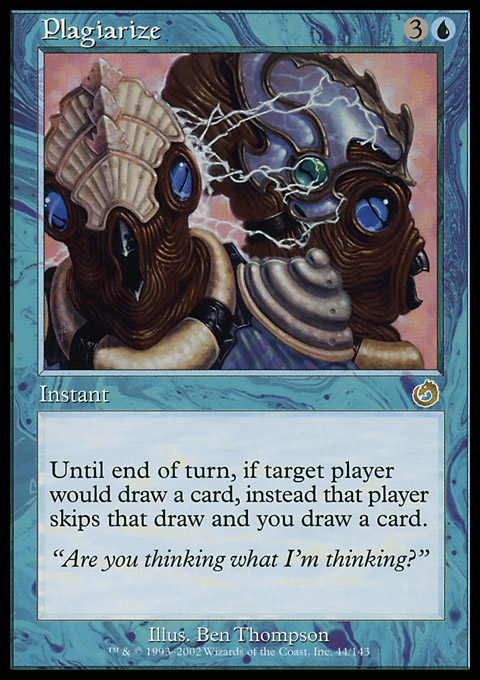 Plagiarize 3
Instant
Until end of turn, if target player
would draw a card, instead that player
skips that draw and you draw a card.
“Are you thinking what I’m thinking?”
Illus. Ben Thompson
™ & © 1993–2002 Wizards of the Coast, Inc. 44/143